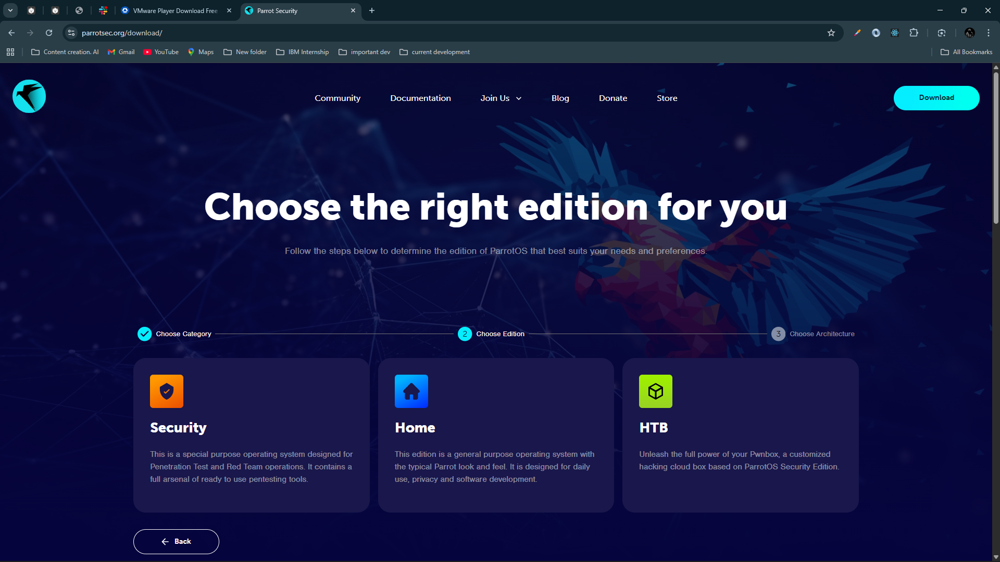 VMware Player Download Free
Parrot Security
parrotsec.org/download/
Content creation. AI
Gmail
YouTube
Maps
New folder
IBM Internship
important dev
current development
All Bookmarks
Community
Documentation
Join Us
Blog
Donate
Store
Download
Choose the right edition for you
Follow the steps below to determine the edition of ParrotOS that best suits your needs and preferences.
Choose Category
2 Choose Edition
3 Choose Architecture
Security
This is a special purpose operating system designed for
Penetration Test and Red Team operations. It contains a
full arsenal of ready to use pentesting tools.
Home
This edition is a general purpose operating system with
the typical Parrot look and feel. It is designed for daily
use, privacy and software development.
HTB
Unleash the full power of your Pwnbox, a customized
hacking cloud box based on ParrotOS Security Edition.
Back